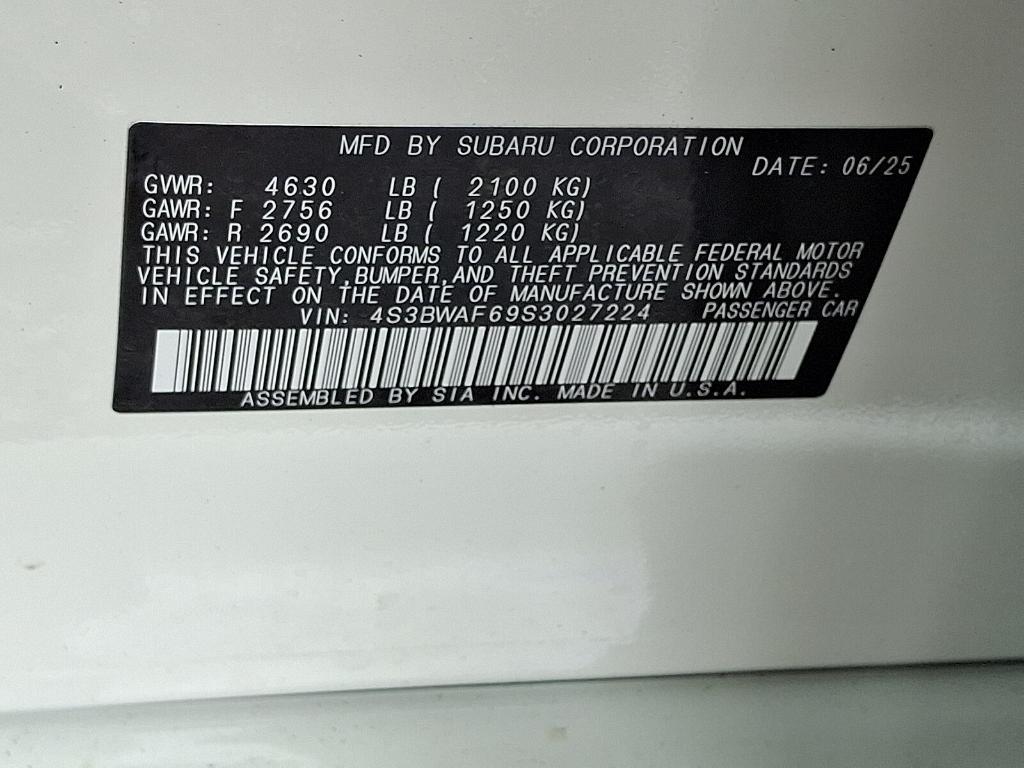 MFD BY SUBARU CORPORATION
DATE: 06/25
GVWR: 4630 LB ( 2100 KG)
GAWR: F 2756 LB ( 1250 KG)
GAWR: R 2690 LB ( 1220 KG)
THIS VEHICLE CONFORMS TO ALL APPLICABLE FEDERAL MOTOR
VEHICLE SAFETY,BUMPER,AND THEFT PREVENTION STANDARDS
IN EFFECT ON THE DATE OF MANUFACTURE SHOWN ABOVE.
VIN: 4S3BWAF69S3027224 PASSENGER CAR
ASSEMBLED BY SIA INC. MADE IN U.S.A.